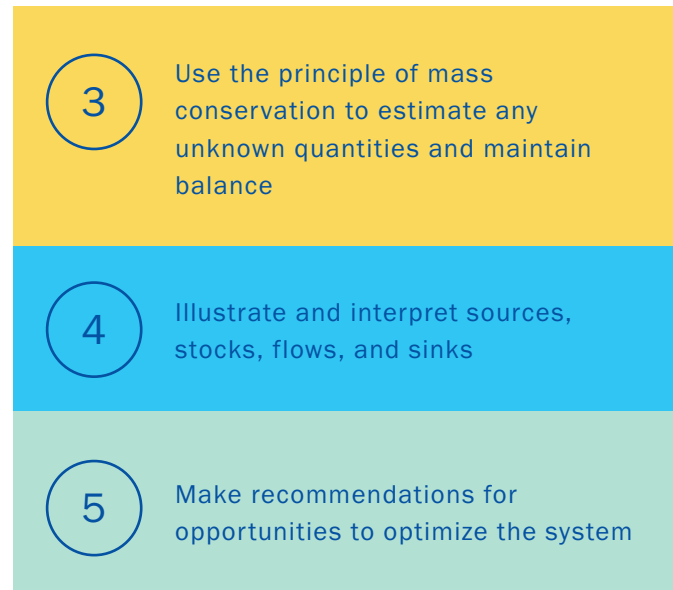 3
Use the principle of mass
conservation to estimate any
unknown quantities and maintain
balance
4
Illustrate and interpret sources,
stocks, flows, and sinks
5
Make recommendations for
opportunities to optimize the system